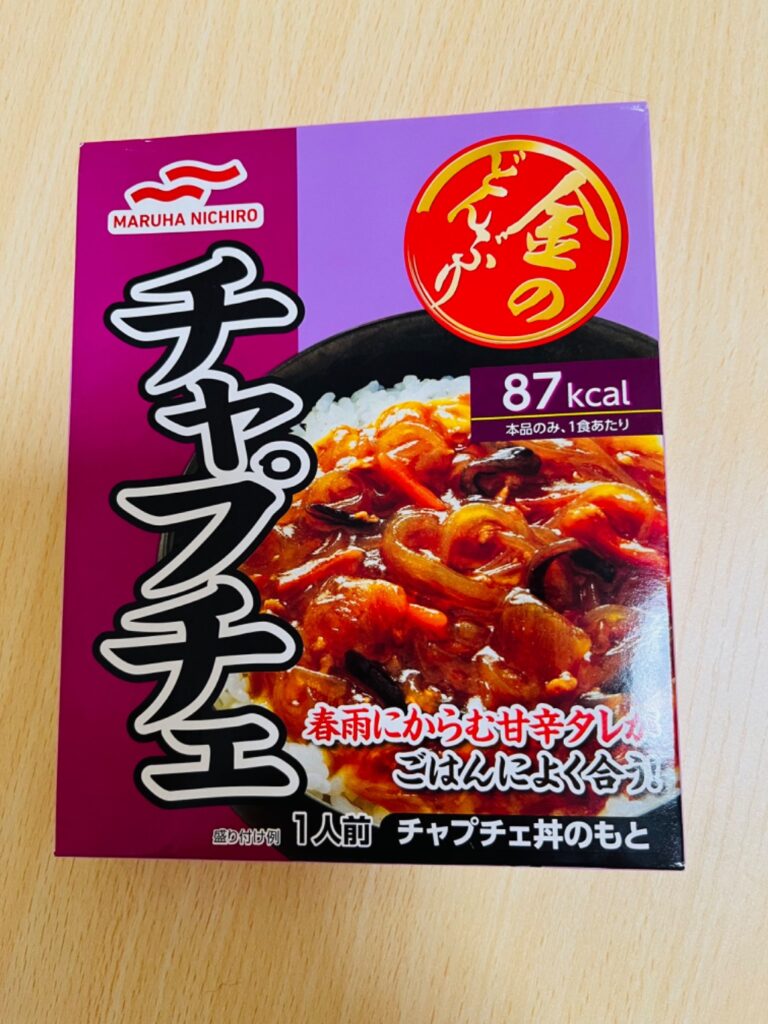 MARUHA NICHIRO
金の
どんぶり
チャプチェ
87kcal
本品のみ、1食あたり
春雨にからむ甘辛タレが
ごはんによく合う!
盛り付け例 1人前 チャプチェ丼のもと